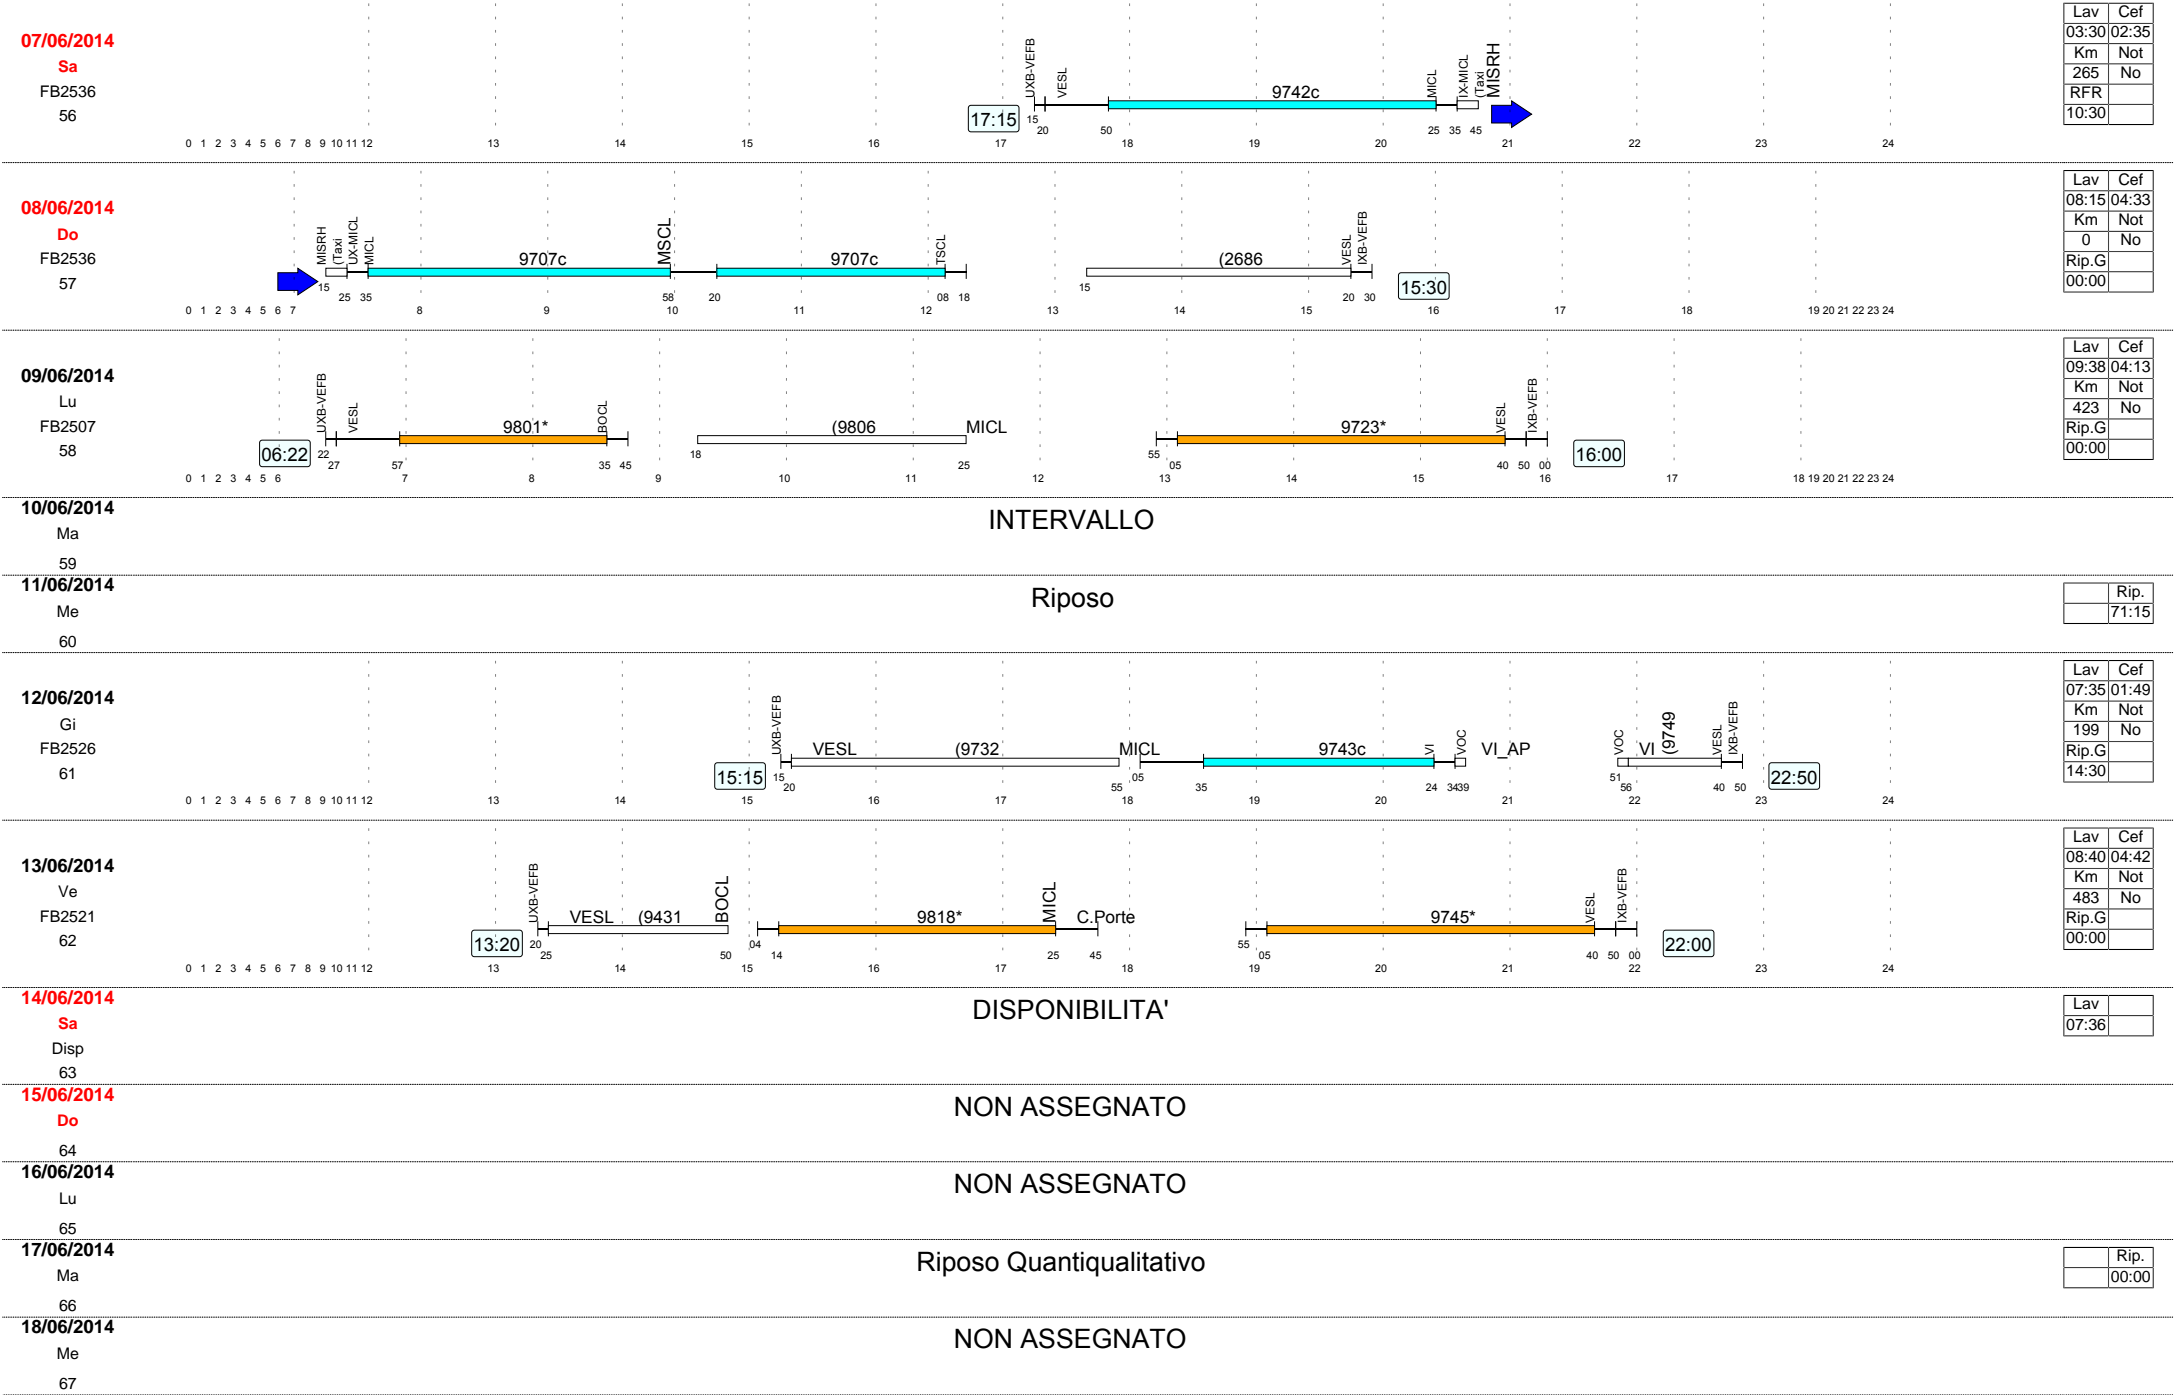 07/06/2014
Sa
FB2536
56
17:15
UXB-VEFB VESL 9742c MICL IX-MICL (Taxi MISRH
15 20 50 25 35 45
0 1 2 3 4 5 6 7 8 9 10 11 12 13 14 15 16 17 18 19 20 21 22 23 24
Lav Cef
03:30 02:35
Km Not
265 No
RFR
10:30
08/06/2014
Do
FB2536
57
MISRH (Taxi UX-MICL MICL 9707c MSCL 9707c TSCL (2686 VESL IXB-VEFB
15 25 35 58 20 08 18 15 20 30
15:30
0 1 2 3 4 5 6 7 8 9 10 11 12 13 14 15 16 17 18 19 20 21 22 23 24
Lav Cef
08:15 04:33
Km Not
0 No
Rip.G
00:00
09/06/2014
Lu
FB2507
58
06:22
UXB-VEFB VESL 9801* BOCL (9806 MICL 9723* VESL IXB-VEFB
22 27 57 35 45 18 25 55 05 40 50 00
16:00
0 1 2 3 4 5 6 7 8 9 10 11 12 13 14 15 16 17 18 19 20 21 22 23 24
Lav Cef
09:38 04:13
Km Not
423 No
Rip.G
00:00
10/06/2014
Ma
59
INTERVALLO
11/06/2014
Me
60
Riposo
Rip.
71:15
12/06/2014
Gi
FB2526
61
15:15
UXB-VEFB VESL (9732 MICL 9743c VI VOC VI_AP VOC VI (9749 VESL IXB-VEFB
15 20 55 05 35 24 34 39 51 56 40 50
22:50
0 1 2 3 4 5 6 7 8 9 10 11 12 13 14 15 16 17 18 19 20 21 22 23 24
Lav Cef
07:35 01:49
Km Not
199 No
Rip.G
14:30
13/06/2014
Ve
FB2521
62
13:20
UXB-VEFB VESL (9431 BOCL 9818* MICL C.Porte 9745* VESL IXB-VEFB
20 25 50 04 14 25 45 55 05 40 50 00
22:00
0 1 2 3 4 5 6 7 8 9 10 11 12 13 14 15 16 17 18 19 20 21 22 23 24
Lav Cef
08:40 04:42
Km Not
483 No
Rip.G
00:00
14/06/2014
Sa
Disp
63
DISPONIBILITA'
Lav
07:36
15/06/2014
Do
64
NON ASSEGNATO
16/06/2014
Lu
65
NON ASSEGNATO
17/06/2014
Ma
66
Riposo Quantiqualitativo
Rip.
00:00
18/06/2014
Me
67
NON ASSEGNATO